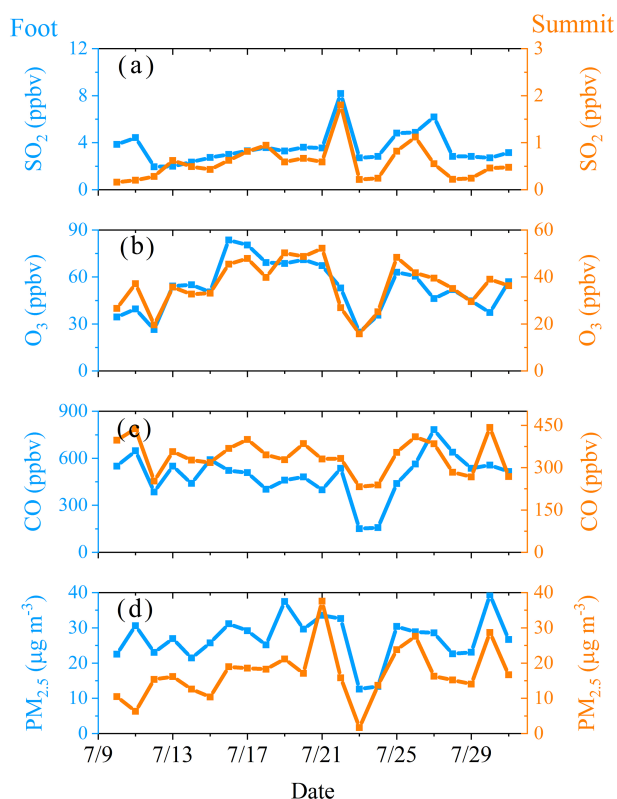 Foot Summit
(a)
SO2 (ppbv)
12
8
4
0
SO2 (ppbv)
3
2
1
0
(b)
O3 (ppbv)
90
60
30
0
O3 (ppbv)
60
40
20
0
(c)
CO (ppbv)
900
600
300
0
CO (ppbv)
450
300
150
0
(d)
PM2.5 (μg m-3)
40
30
20
10
0
PM2.5 (μg m-3)
40
30
20
10
0
7/9 7/13 7/17 7/21 7/25 7/29
Date